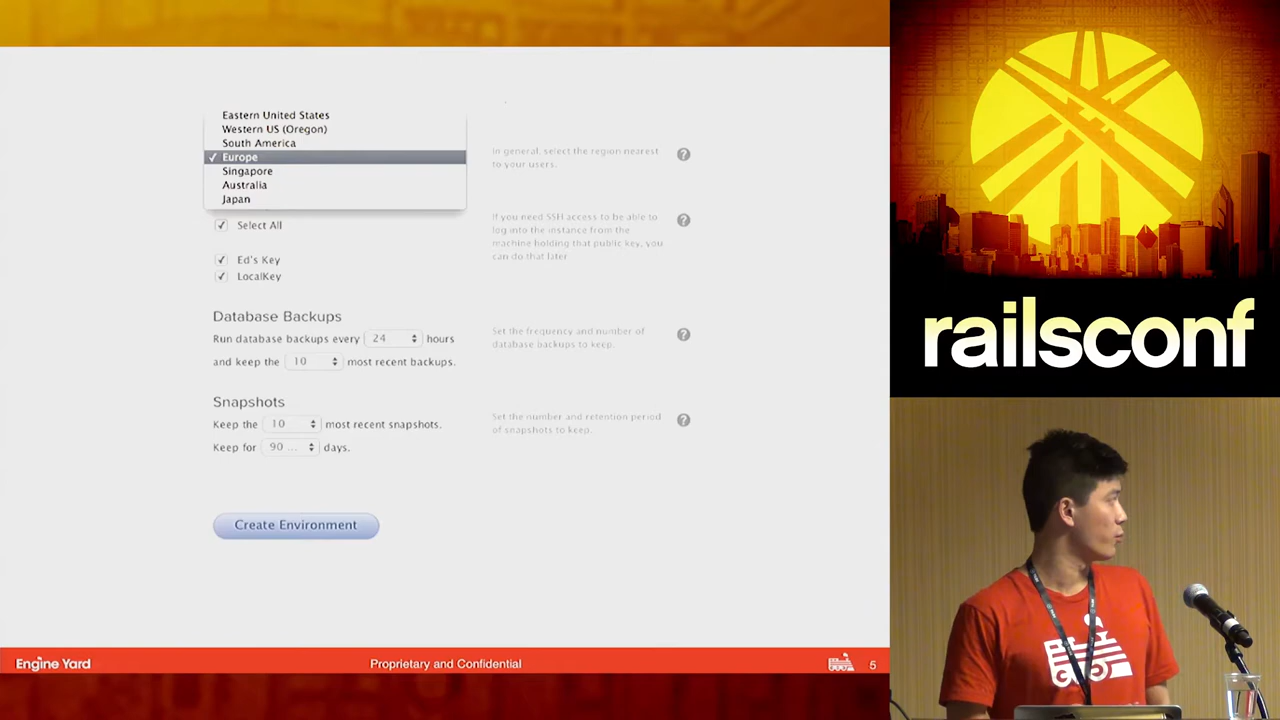 Eastern United States
Western US (Oregon)
South America
✓ Europe
Singapore
Australia
Japan
In general, select the region nearest
to your users.
?
Select All
If you need SSH access to be able to
log into the instance from the
machine holding that public key, you
can do that later
?
Ed's Key
LocalKey
Database Backups
Run database backups every 24 hours
and keep the 10 most recent backups.
Set the frequency and number of
database backups to keep.
?
Snapshots
Keep the 10 most recent snapshots.
Keep for 90 ... days.
Set the number and retention period
of snapshots to keep.
?
Create Environment
Engine Yard
Proprietary and Confidential
5
railsconf